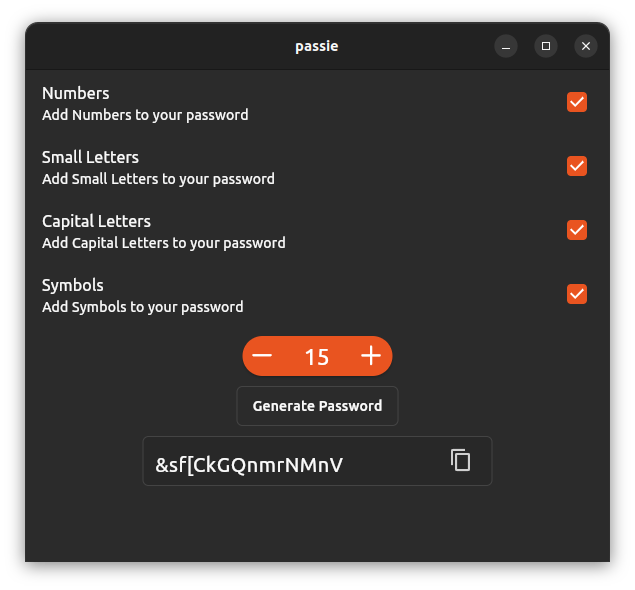 passie
Numbers
Add Numbers to your password
Small Letters
Add Small Letters to your password
Capital Letters
Add Capital Letters to your password
Symbols
Add Symbols to your password
15
Generate Password
&sf[CkGQnmrNMnV